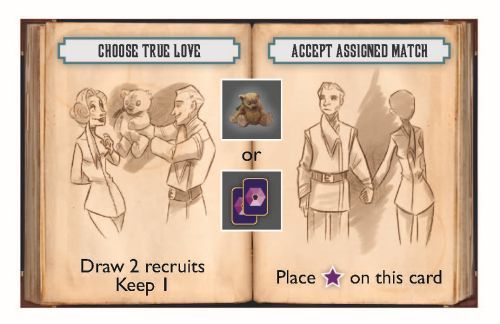 CHOOSE TRUE LOVE
ACCEPT ASSIGNED MATCH
or
Draw 2 recruits
Keep 1
Place ★ on this card